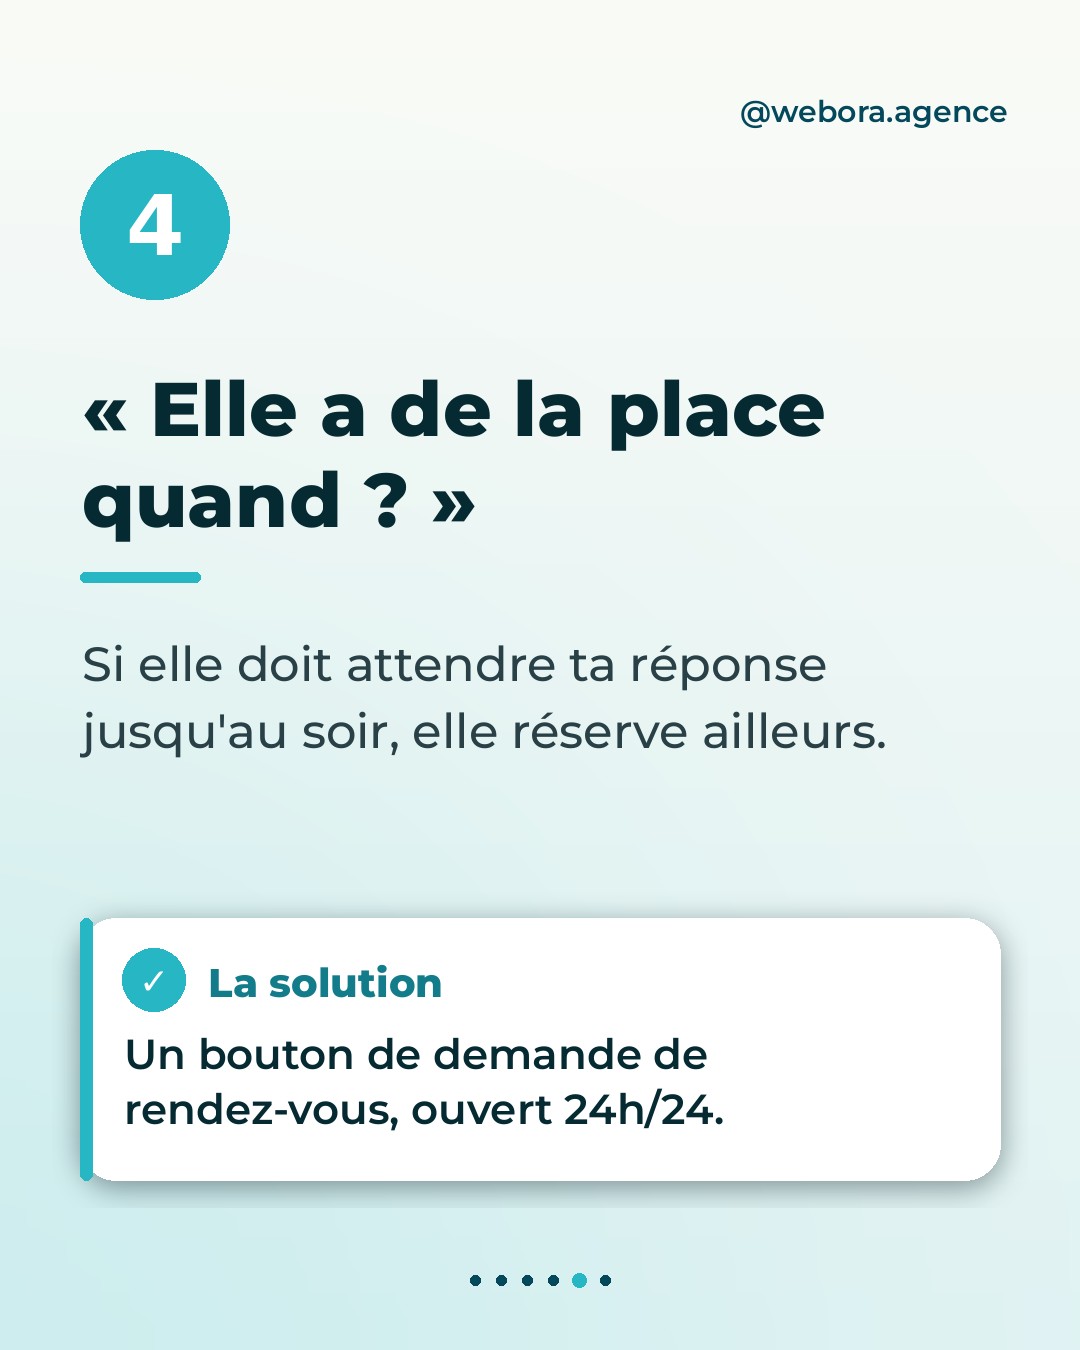 @webora.agence
4
« Elle a de la place
quand ? »
Si elle doit attendre ta réponse
jusqu'au soir, elle réserve ailleurs.
✓ La solution
Un bouton de demande de
rendez-vous, ouvert 24h/24.